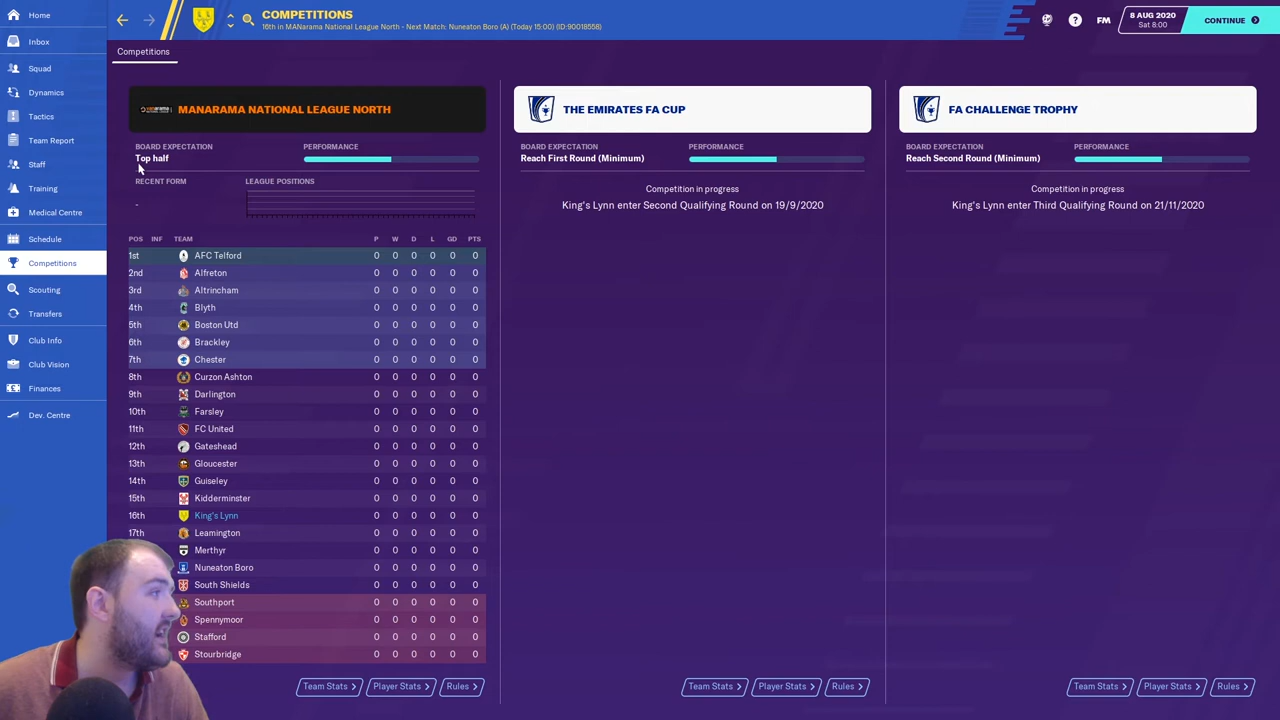 Home
Inbox
Squad
Dynamics
Tactics
Team Report
Staff
Training
Medical Centre
Schedule
Competitions
Scouting
Transfers
Club Info
Club Vision
Finances
Dev. Centre
COMPETITIONS
16th in MANarama National League North - Next Match: Nuneaton Boro (A) (Today 15:00) (ID:90018558)
? FM
8 AUG 2020
Sat 8:00
CONTINUE
Competitions
MANARAMA NATIONAL LEAGUE NORTH
BOARD EXPECTATION PERFORMANCE
Top half
RECENT FORM LEAGUE POSITIONS
-
POS INF TEAM P W D L GD PTS
1st AFC Telford 0 0 0 0 0 0
2nd Alfreton 0 0 0 0 0 0
3rd Altrincham 0 0 0 0 0 0
4th Blyth 0 0 0 0 0 0
5th Boston Utd 0 0 0 0 0 0
6th Brackley 0 0 0 0 0 0
7th Chester 0 0 0 0 0 0
8th Curzon Ashton 0 0 0 0 0 0
9th Darlington 0 0 0 0 0 0
10th Farsley 0 0 0 0 0 0
11th FC United 0 0 0 0 0 0
12th Gateshead 0 0 0 0 0 0
13th Gloucester 0 0 0 0 0 0
14th Guiseley 0 0 0 0 0 0
15th Kidderminster 0 0 0 0 0 0
16th King's Lynn 0 0 0 0 0 0
17th Leamington 0 0 0 0 0 0
Merthyr 0 0 0 0 0 0
Nuneaton Boro 0 0 0 0 0 0
South Shields 0 0 0 0 0 0
Southport 0 0 0 0 0 0
Spennymoor 0 0 0 0 0 0
Stafford 0 0 0 0 0 0
Stourbridge 0 0 0 0 0 0
Team Stats Player Stats Rules
THE EMIRATES FA CUP
BOARD EXPECTATION PERFORMANCE
Reach First Round (Minimum)
Competition in progress
King's Lynn enter Second Qualifying Round on 19/9/2020
Team Stats Player Stats Rules
FA CHALLENGE TROPHY
BOARD EXPECTATION PERFORMANCE
Reach Second Round (Minimum)
Competition in progress
King's Lynn enter Third Qualifying Round on 21/11/2020
Team Stats Player Stats Rules